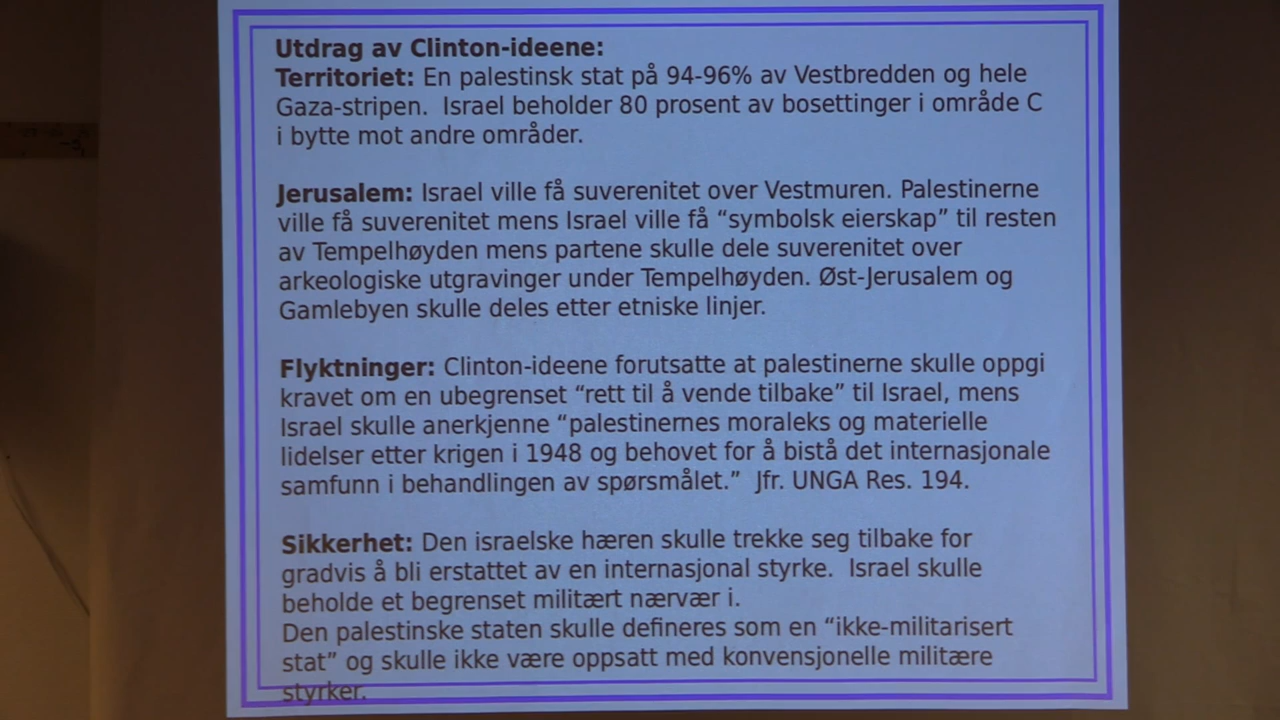 Utdrag av Clinton-ideene:
Territoriet: En palestinsk stat på 94-96% av Vestbredden og hele
Gaza-stripen.  Israel beholder 80 prosent av bosettinger i område C
i bytte mot andre områder.
Jerusalem: Israel ville få suverenitet over Vestmuren. Palestinerne
ville få suverenitet mens Israel ville få “symbolsk eierskap” til resten
av Tempelhøyden mens partene skulle dele suverenitet over
arkeologiske utgravinger under Tempelhøyden. Øst-Jerusalem og
Gamlebyen skulle deles etter etniske linjer.
Flyktninger: Clinton-ideene forutsatte at palestinerne skulle oppgi
kravet om en ubegrenset “rett til å vende tilbake” til Israel, mens
Israel skulle anerkjenne “palestinernes moraleks og materielle
lidelser etter krigen i 1948 og behovet for å bistå det internasjonale
samfunn i behandlingen av spørsmålet.”  Jfr. UNGA Res. 194.
Sikkerhet: Den israelske hæren skulle trekke seg tilbake for
gradvis å bli erstattet av en internasjonal styrke.  Israel skulle
beholde et begrenset militært nærvær i.
Den palestinske staten skulle defineres som en “ikke-militarisert
stat” og skulle ikke være oppsatt med konvensjonelle militære
styrker.